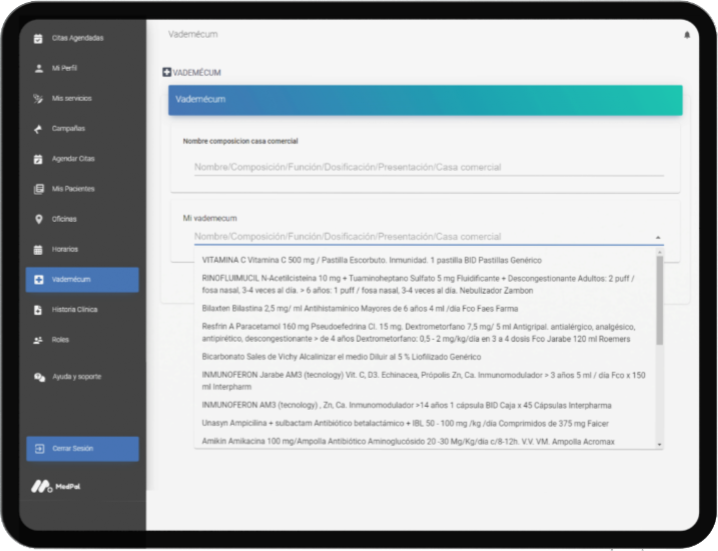 Citas Agendadas
Mi Perfil
Mis servicios
Campañas
Agendar Citas
Mis Pacientes
Oficines
Horarios
Vademécum
Historia Clínica
Roles
Ayuda y soporte
Cerrar Sesión
MedPal
Vademécum
VADEMÉCUM
Vademécum
Nombre composicion casa comercial
Nombre/Composición/Función/Dosificación/Presentación/Casa comercial
Mi vademecum
Nombre/Composición/Función/Dosificación/Presentación/Casa comercial
VITAMINA C Vitamina C 500 mg / Pastilla Escorbuto. Inmunidad. 1 pastilla BID Pastillas Genérico
RINOFLUIMUCIL N-Acetilcisteina 10 mg + Tuaminoheptano Sulfato 5 mg Fluidificante + Descongestionante Adultos: 2 puff /
fosa nasal, 3-4 veces al día. > 6 años: 1 puff / fosa nasal, 3-4 veces al día. Nebulizador Zambon
Bilaxten Bilastina 2,5 mg/ ml Antihistamínico Mayores de 6 años 4 ml /día Fco Faes Farma
Resfrin A Paracetamol 160 mg Pseudoefedrina Cl. 15 mg. Dextrometorfano 7,5 mg/ 5 ml Antigripal, antialérgico, analgésico,
antipirético, descongestionante > de 4 años Dextrometorfano: 0,5 - 2 mg/kg/día en 3 a 4 dosis Fco Jarabe 120 ml Roemers
Bicarbonato Sales de Vichy Alcalinizar el medio Diluir al 5 % Liofilizado Genérico
INMUNOFERON Jarabe AM3 (tecnology) Vit. C, D3. Echinacea, Própolis Zn, Ca. Inmunomodulador > 3 años 5 ml / día Fco x 150
ml Interpharm
INMUNOFERON AM3 (tecnology) , Zn, Ca. Inmunomodulador >14 años 1 cápsula BID Caja x 45 Cápsulas Interpharma
Unasyn Ampicilina + sulbactam Antibiótico betalactámico + IBL 50 - 100 mg /kg /día Comprimidos de 375 mg Faicer
Amikin Amikacina 100 mg/Ampolla Antibiótico Aminoglucósido 20 -30 Mg/Kg/día c/8-12h. V.V. VM. Ampolla Acromax